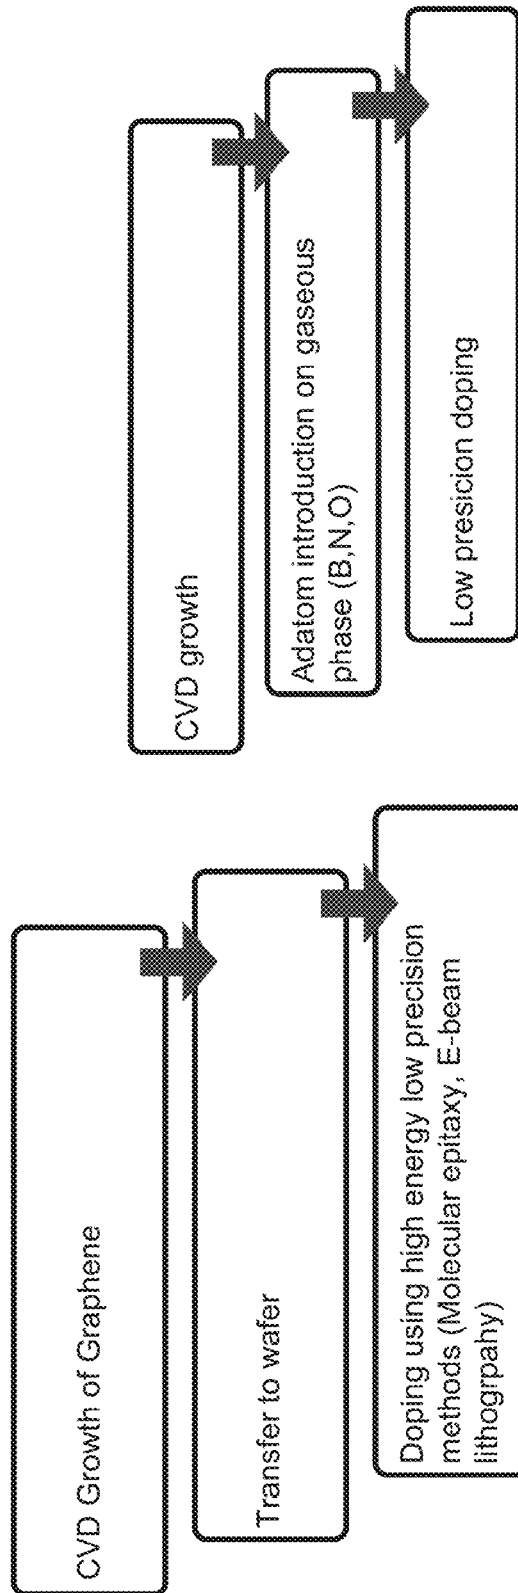 CVD Growth of Graphene
Transfer to wafer
Doping using high energy low precision
methods (Molecular epitaxy, E-beam
lithogrpahy)
CVD growth
Adatom introduction on gaseous
phase (B,N,O)
Low presicion doping